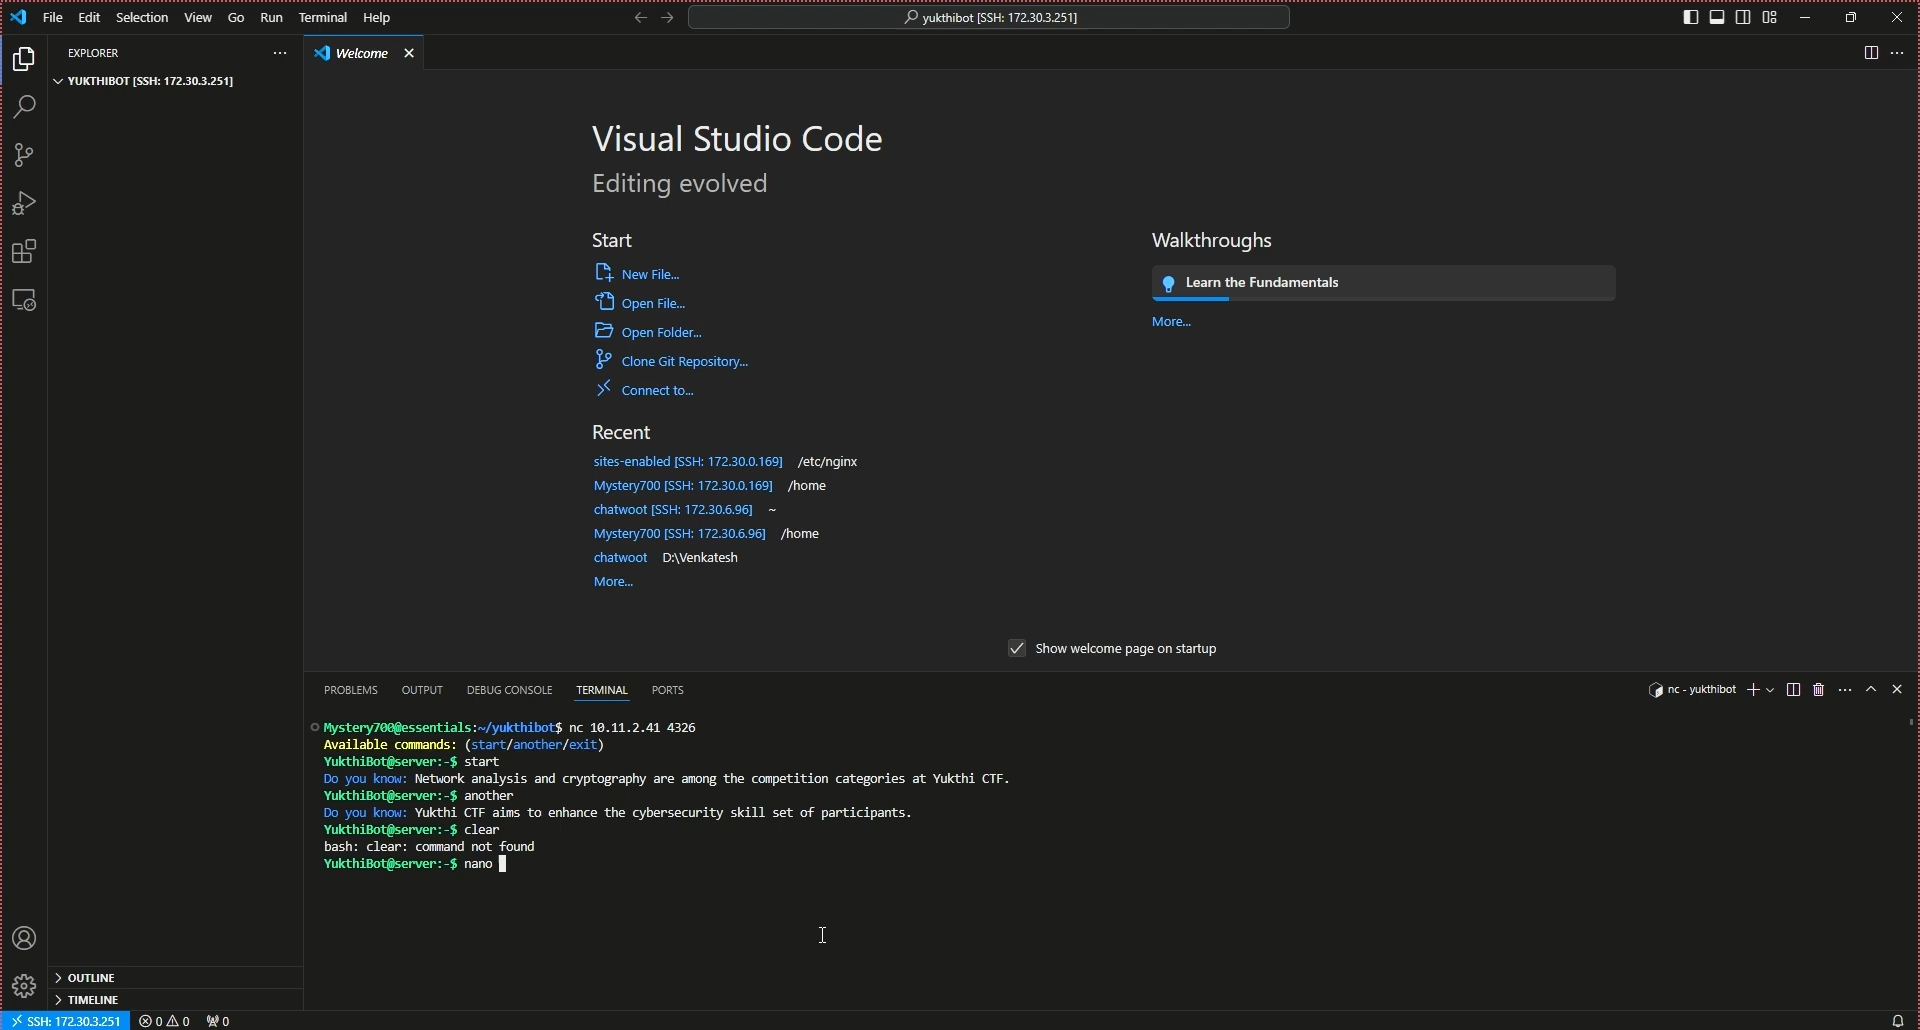 File Edit Selection View Go Run Terminal Help
yukthibot [SSH: 172.30.3.251]
EXPLORER
Welcome
YUKTHIBOT [SSH: 172.30.3.251]
Visual Studio Code
Editing evolved
Start
New File...
Open File...
Open Folder...
Clone Git Repository...
Connect to...
Recent
sites-enabled [SSH: 172.30.0.169] /etc/nginx
Mystery700 [SSH: 172.30.0.169] /home
chatwoot [SSH: 172.30.6.96] ~
Mystery700 [SSH: 172.30.6.96] /home
chatwoot D:\Venkatesh
More...
Walkthroughs
Learn the Fundamentals
More...
Show welcome page on startup
PROBLEMS OUTPUT DEBUG CONSOLE TERMINAL PORTS
nc - yukthibot
Mystery700@essentials:~/yukthibot$ nc 10.11.2.41 4326
Available commands: (start/another/exit)
YukthiBot@server:-$ start
Do you know: Network analysis and cryptography are among the competition categories at Yukthi CTF.
YukthiBot@server:-$ another
Do you know: Yukthi CTF aims to enhance the cybersecurity skill set of participants.
YukthiBot@server:-$ clear
bash: clear: command not found
YukthiBot@server:-$ nano
OUTLINE
TIMELINE
SSH: 172.30.3.251 0 0 0